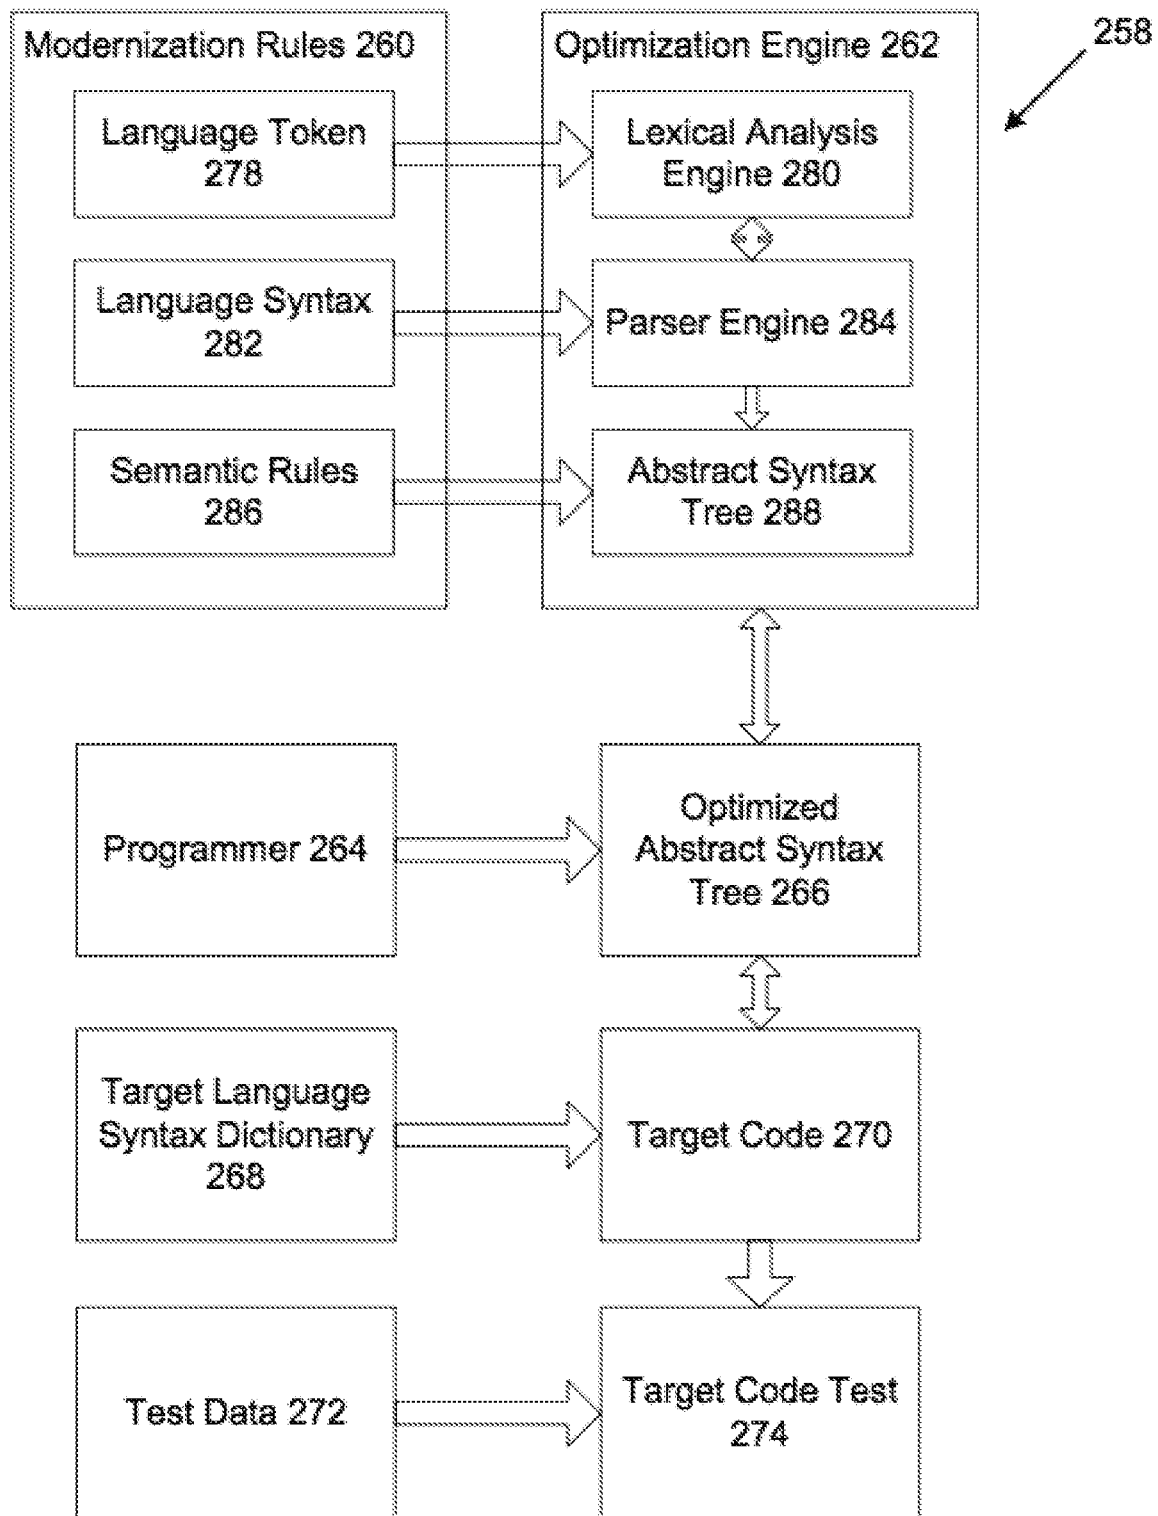 Modernization Rules 260
Optimization Engine 262
258
Language Token
278
Lexical Analysis
Engine 280
Language Syntax
282
Parser Engine 284
Semantic Rules
286
Abstract Syntax
Tree 288
Programmer 264
Optimized
Abstract Syntax
Tree 266
Target Language
Syntax Dictionary
268
Target Code 270
Test Data 272
Target Code Test
274